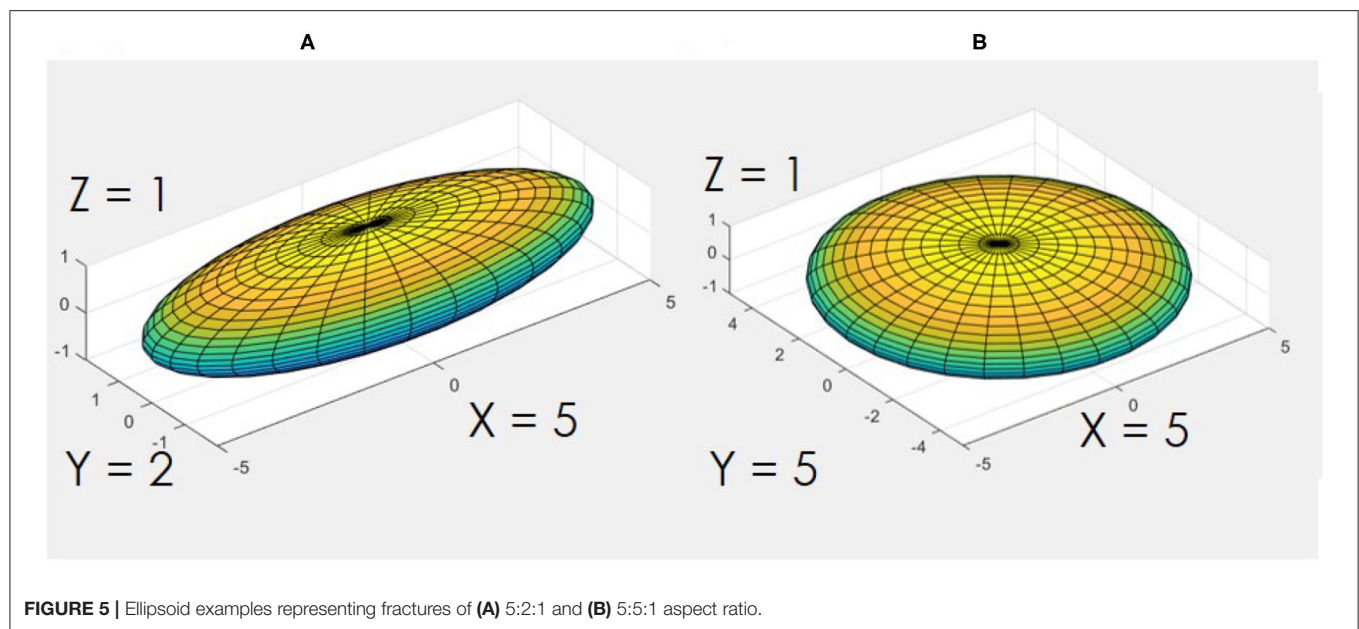 A
B
Z = 1
1
0
-1
1
0
-1
-5
0
5
X = 5
Y = 2
Z = 1
1
0
-1
4
2
0
-2
-4
-5
0
5
X = 5
Y = 5
FIGURE 5 | Ellipsoid examples representing fractures of (A) 5:2:1 and (B) 5:5:1 aspect ratio.